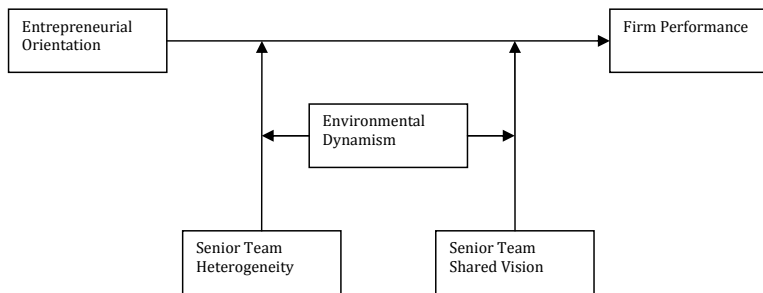 Entrepreneurial
Orientation
Firm Performance
Environmental
Dynamism
Senior Team
Heterogeneity
Senior Team
Shared Vision